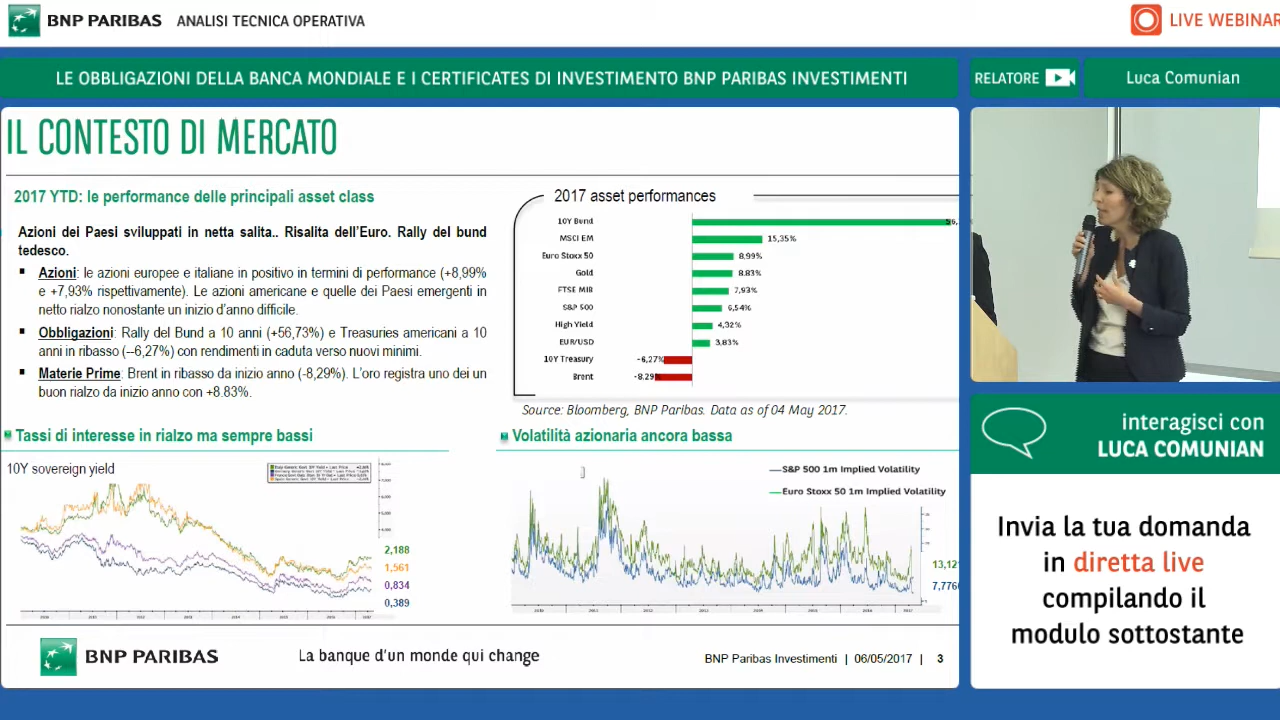 BNP PARIBAS ANALISI TECNICA OPERATIVA
LIVE WEBINAR
LE OBBLIGAZIONI DELLA BANCA MONDIALE E I CERTIFICATES DI INVESTIMENTO BNP PARIBAS INVESTIMENTI
RELATORE
Luca Comunian
IL CONTESTO DI MERCATO
2017 YTD: le performance delle principali asset class
Azioni dei Paesi sviluppati in netta salita.. Risalita dell'Euro. Rally del bund
tedesco.
Azioni: le azioni europee e italiane in positivo in termini di performance (+8,99%
e +7,93% rispettivamente). Le azioni americane e quelle dei Paesi emergenti in
netto rialzo nonostante un inizio d'anno difficile.
Obbligazioni: Rally del Bund a 10 anni (+56,73%) e Treasuries americani a 10
anni in ribasso (--6,27%) con rendimenti in caduta verso nuovi minimi.
Materie Prime: Brent in ribasso da inizio anno (-8,29%). L'oro registra uno dei un
buon rialzo da inizio anno con +8.83%.
2017 asset performances
10Y Bund
MSCI EM 15,35%
Euro Stoxx 50 8,99%
Gold 8.83%
FTSE MIB 7,93%
S&P 500 6,54%
High Yield 4,32%
EUR/USD 3,83%
10Y Treasury -6,27%
Brent -8.29%
Source: Bloomberg, BNP Paribas. Data as of 04 May 2017.
Tassi di interesse in rialzo ma sempre bassi
10Y sovereign yield
2,188
1,561
0,834
0,389
Volatilità azionaria ancora bassa
S&P 500 1m Implied Volatility
Euro Stoxx 50 1m Implied Volatility
13,121
7,7760
BNP PARIBAS
La banque d'un monde qui change
BNP Paribas Investimenti | 06/05/2017 | 3
interagisci con
LUCA COMUNIAN
Invia la tua domanda
in diretta live
compilando il
modulo sottostante